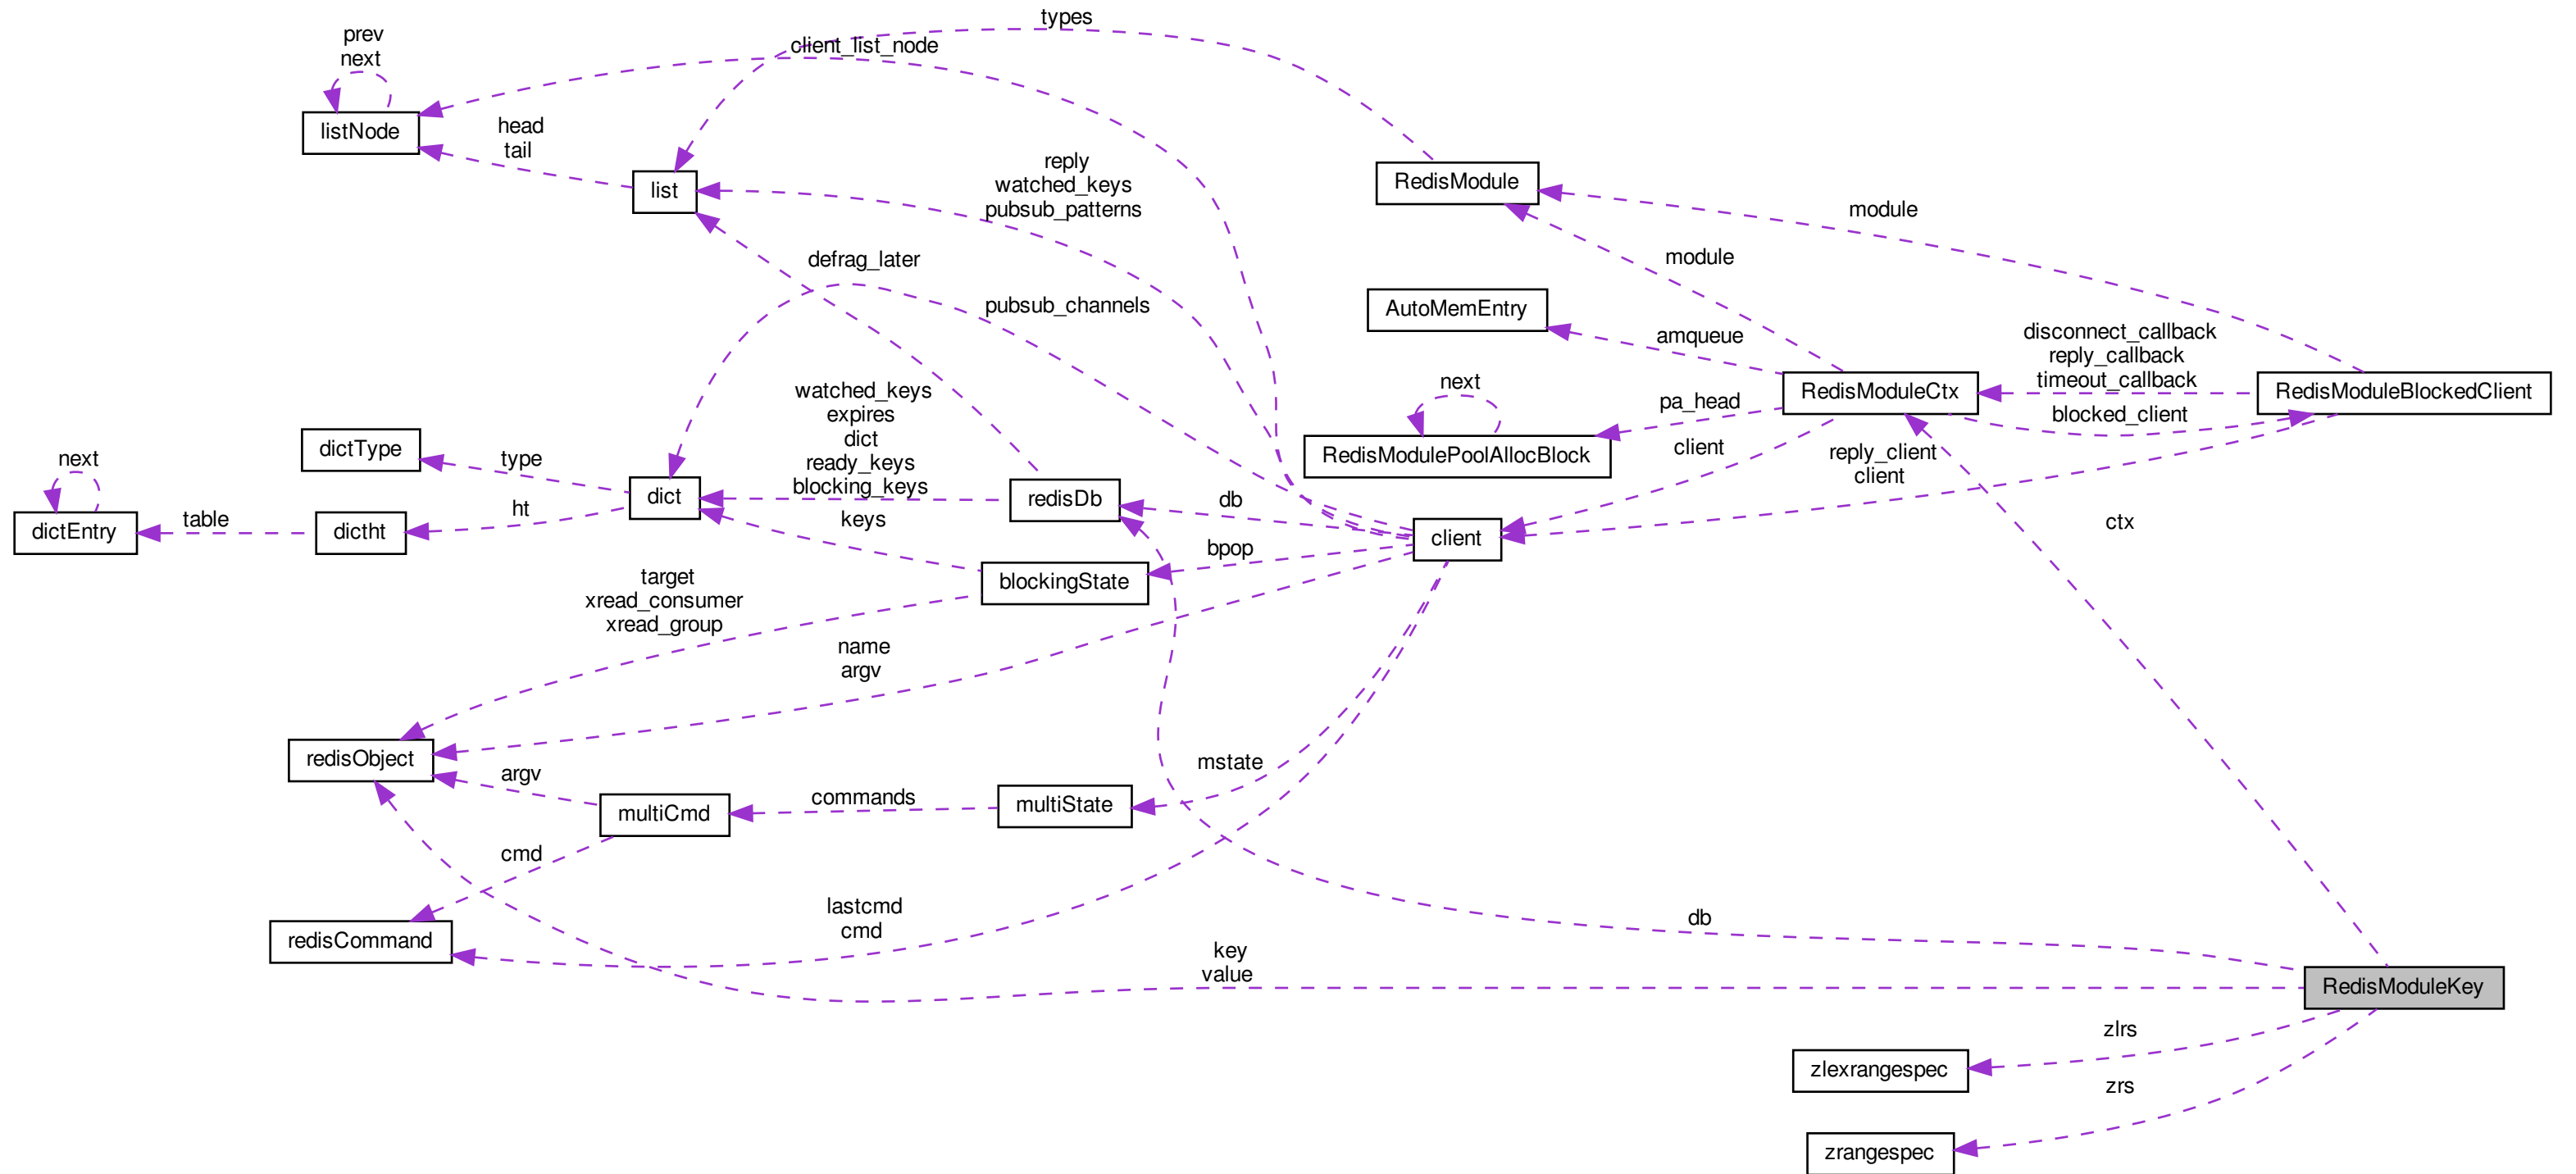 types
prev
next
client_list_node
listNode
head
tail
list
reply
watched_keys
pubsub_patterns
RedisModule
module
module
defrag_later
pubsub_channels
AutoMemEntry
amqueue
disconnect_callback
reply_callback
timeout_callback
RedisModuleCtx
RedisModuleBlockedClient
blocked_client
next
pa_head
RedisModulePoolAllocBlock
client
reply_client
client
watched_keys
expires
dict
ready_keys
blocking_keys
dictType
type
next
dict
redisDb
db
keys
ht
table
dictEntry
dictht
client
ctx
bpop
blockingState
target
xread_consumer
xread_group
name
argv
redisObject
argv
mstate
multiCmd
commands
multiState
cmd
lastcmd
cmd
redisCommand
db
key
value
RedisModuleKey
zlrs
zlexrangespec
zrs
zrangespec